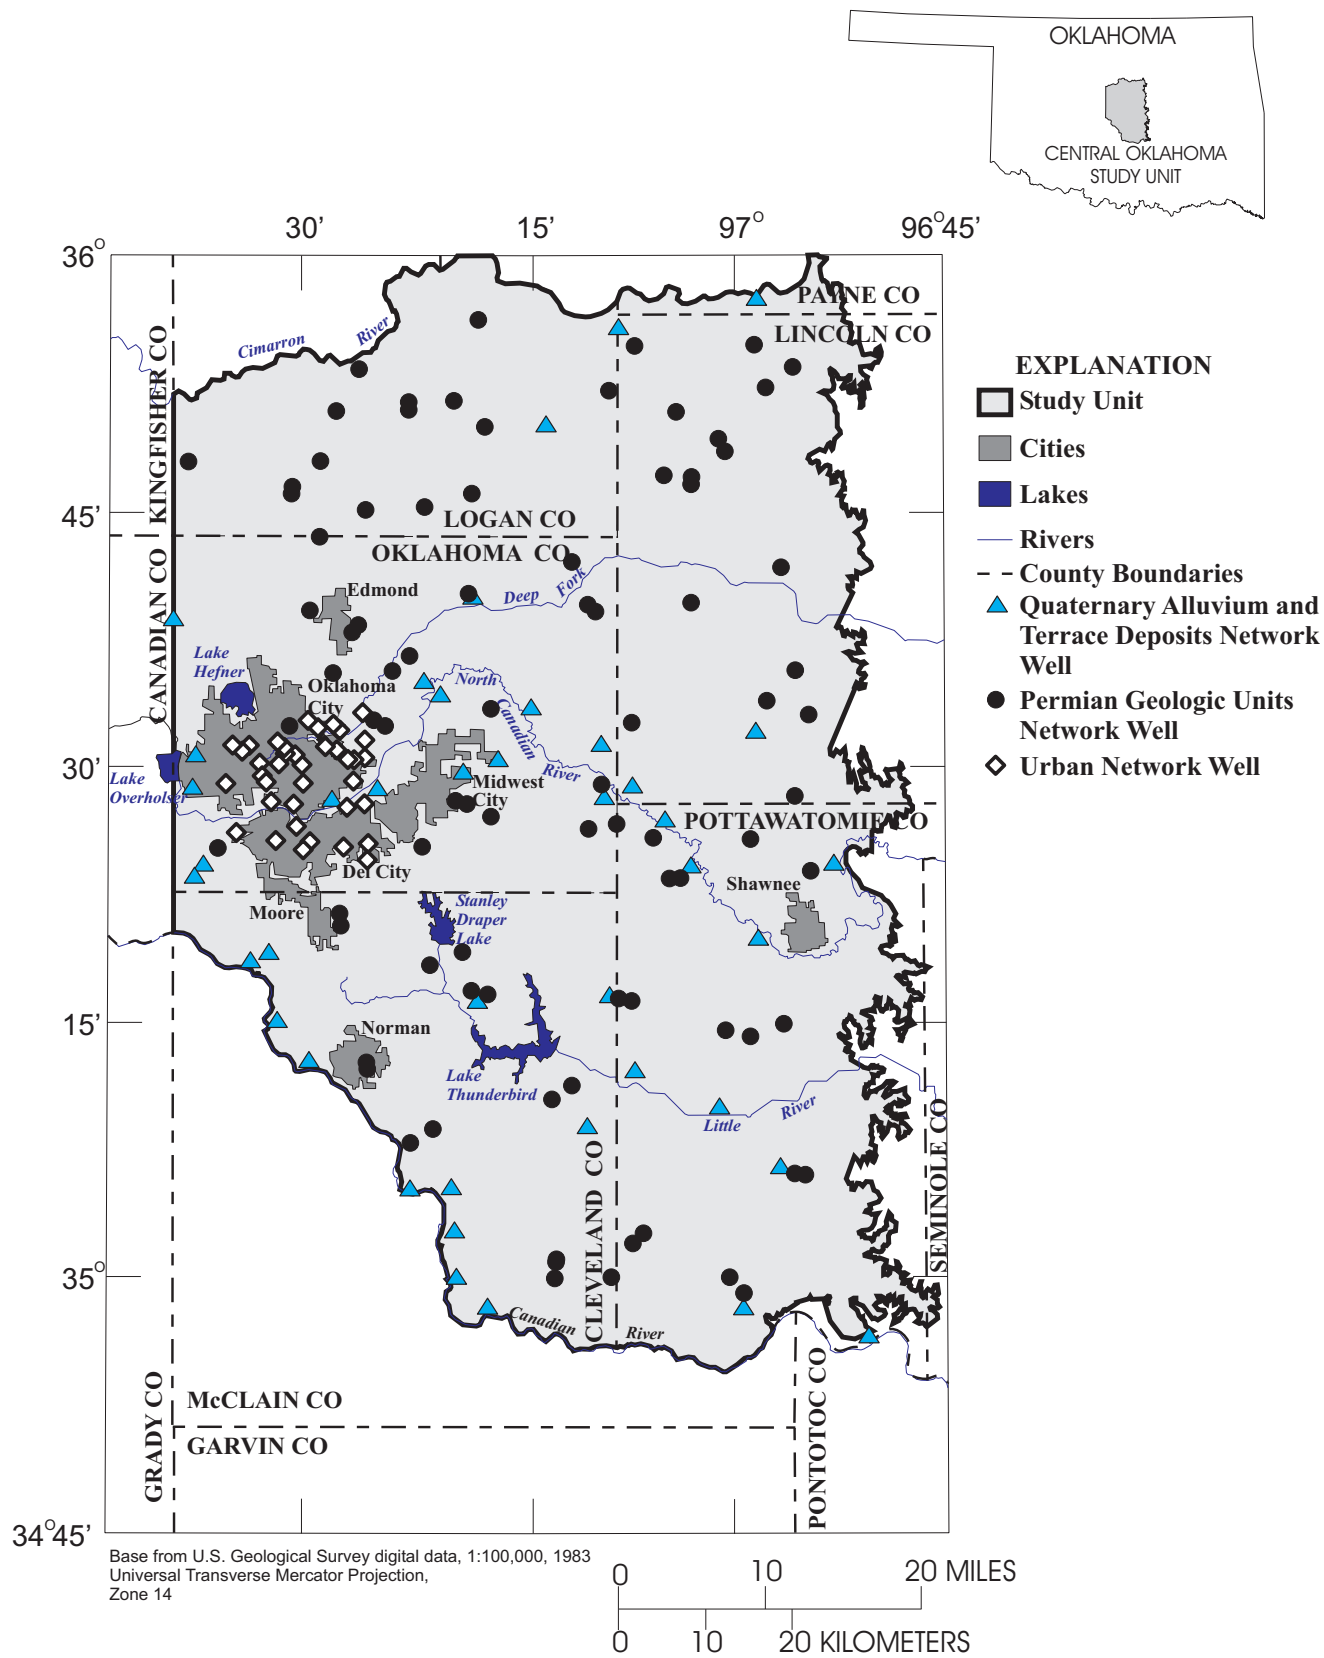 OKLAHOMA
CENTRAL OKLAHOMA
STUDY UNIT
30’
15’
97°
96°45’
36°
45’
30’
15’
35°
34°45’
PAYNE CO
LINCOLN CO
KINGFISHER CO
Cimarron
River
LOGAN CO
OKLAHOMA CO
CANADIAN CO
Edmond
Deep
Fork
Lake
Hefner
Oklahoma
City
North
Canadian
River
Lake
Overholser
Midwest
City
POTTAWATOMIE CO
Del City
Shawnee
Moore
Stanley
Draper
Lake
Norman
Lake
Thunderbird
Little
River
CLEVELAND CO
SEMINOLE CO
Canadian
River
GRADY CO
McCLAIN CO
GARVIN CO
PONTOTOC CO
EXPLANATION
Study Unit
Cities
Lakes
Rivers
County Boundaries
Quaternary Alluvium and
Terrace Deposits Network
Well
Permian Geologic Units
Network Well
Urban Network Well
Base from U.S. Geological Survey digital data, 1:100,000, 1983
Universal Transverse Mercator Projection,
Zone 14
0 10 20 MILES
0 10 20 KILOMETERS